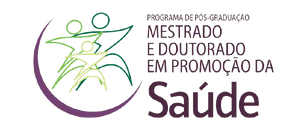 PROGRAMA DE PÓS-GRADUAÇÃO
MESTRADO
E DOUTORADO
EM PROMOÇÃO DA
Saúde